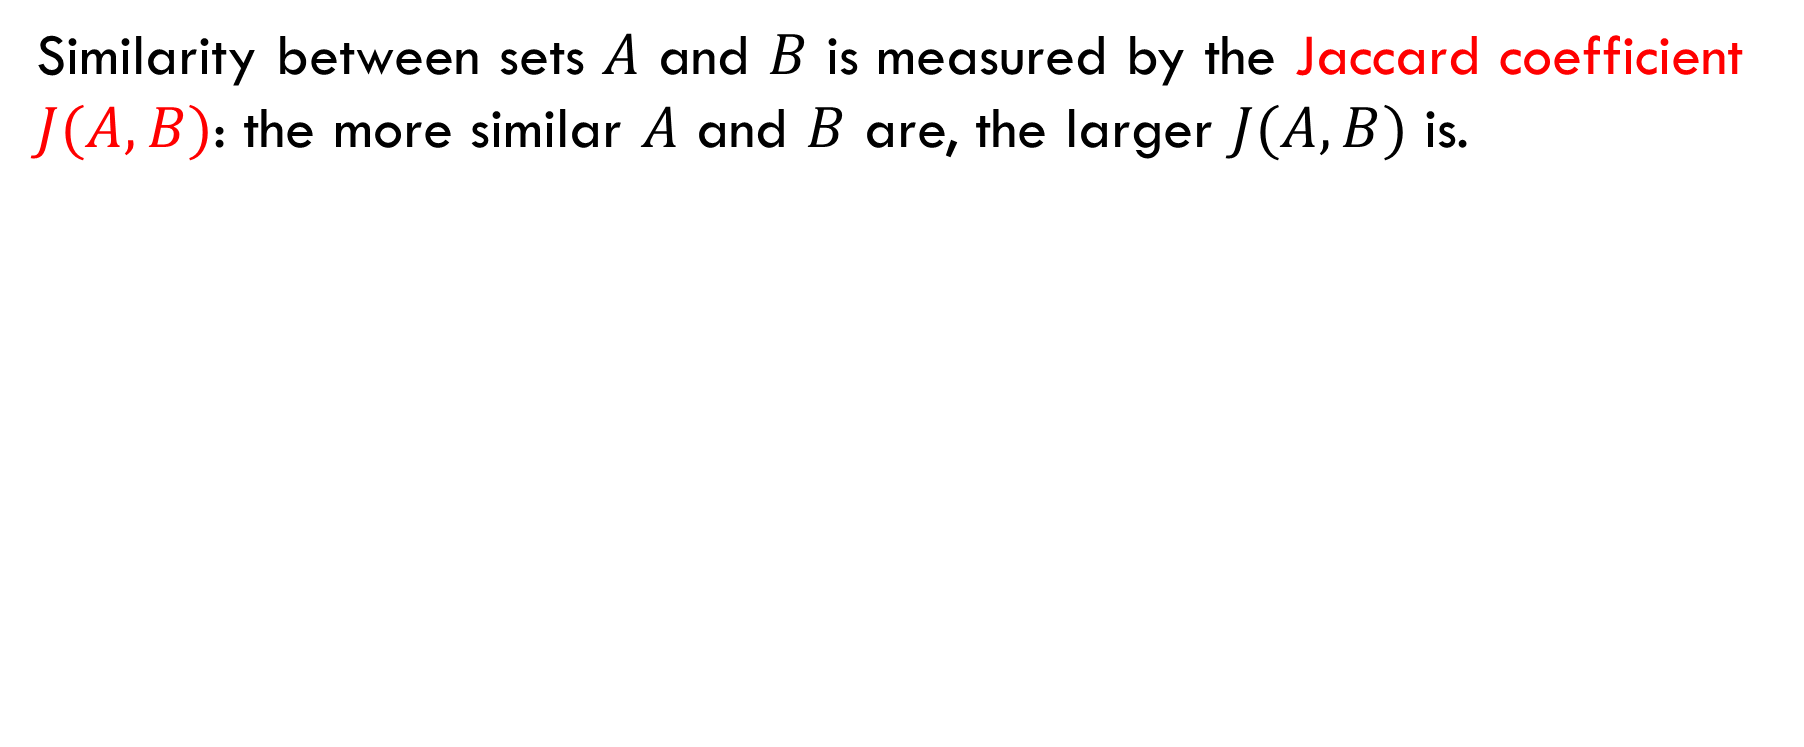 Similarity between sets A and B is measured by the Jaccard coefficient
J(A, B): the more similar A and B are, the larger J(A, B) is.